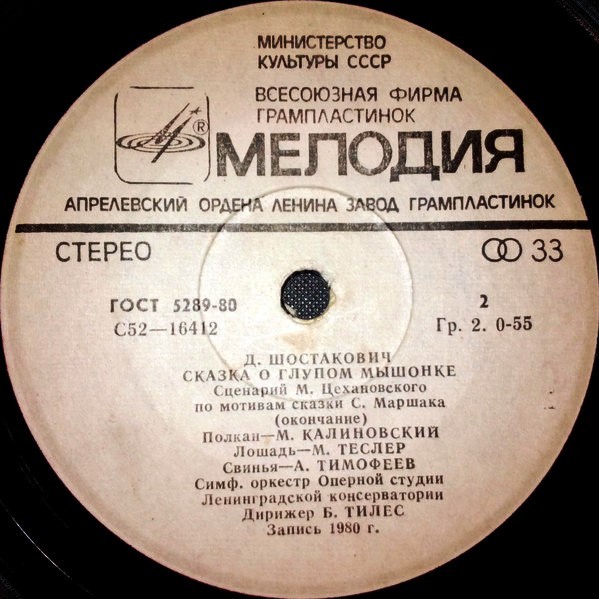 МИНИСТЕРСТВО
КУЛЬТУРЫ СССР
ВСЕСОЮЗНАЯ ФИРМА
ГРАМПЛАСТИНОК
®
МЕЛОДИЯ
АПРЕЛЕВСКИЙ ОРДЕНА ЛЕНИНА ЗАВОД ГРАМПЛАСТИНОК
СТЕРЕО 33
ГОСТ 5289-80 2
С52—16412 Гр. 2. 0-55
Д. ШОСТАКОВИЧ
СКАЗКА О ГЛУПОМ МЫШОНКЕ
Сценарий М. Цехановского
по мотивам сказки С. Маршака
(окончание)
Полкан—М. КАЛИНОВСКИЙ
Лошадь—М. ТЕСЛЕР
Свинья—А. ТИМОФЕЕВ
Симф. оркестр Оперной студии
Ленинградской консерватории
Дирижер Б. ТИЛЕС
Запись 1980 г.